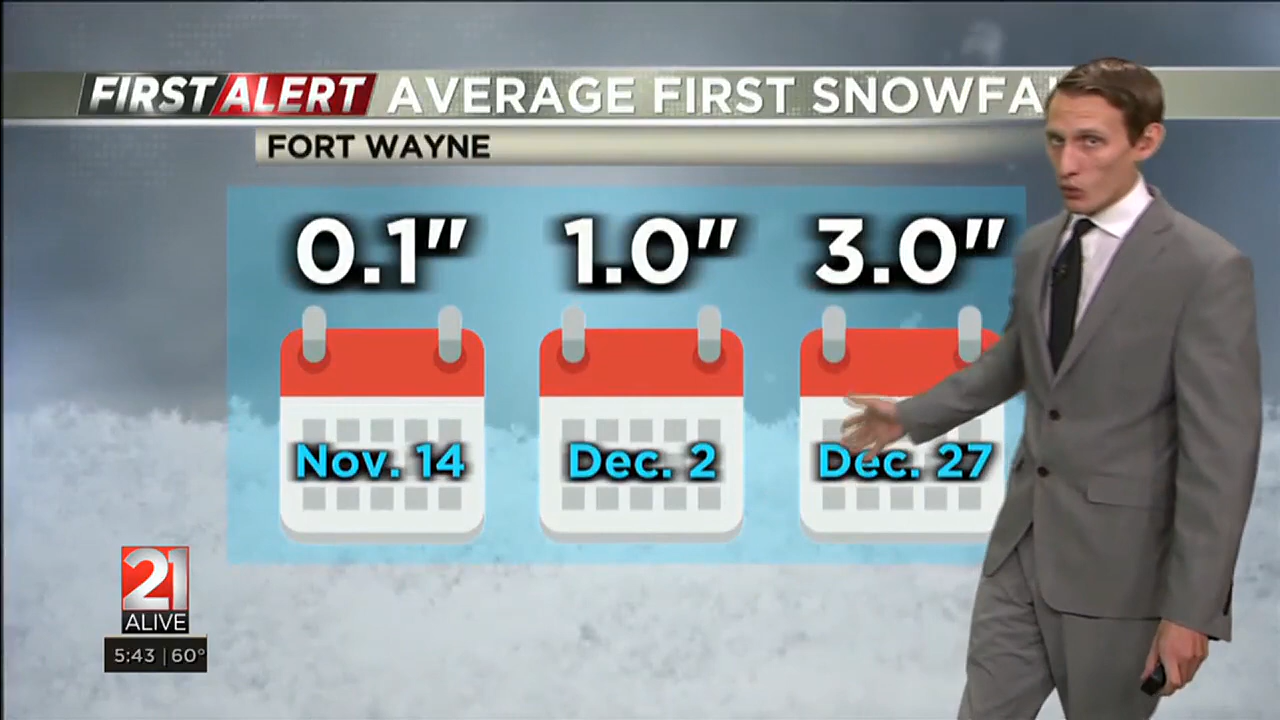 FIRST ALERT AVERAGE FIRST SNOWFA
FORT WAYNE
0.1" 1.0" 3.0"
Nov. 14 Dec. 2 Dec. 27
21
ALIVE
5:43 | 60°